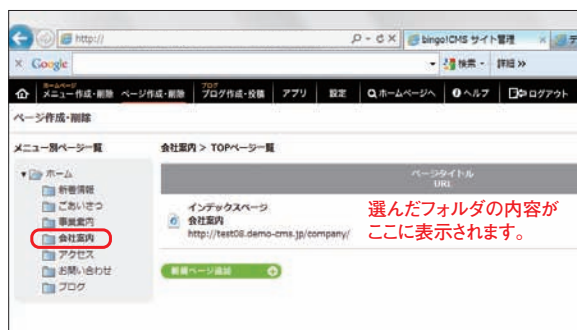 http://
bingo!CMS サイト管理
Google
検索
詳細 »
ホームページ
メニュー作成・削除
ページ作成・削除
ブログ
ブログ作成・投稿
アプリ
設定
ホームページへ
ヘルプ
ログアウト
ページ作成・削除
メニュー別ページ一覧
会社案内 > TOPページ一覧
ホーム
新着情報
ごあいさつ
事業案内
会社案内
アクセス
お問い合わせ
ブログ
ページタイトル
URL
インデックスページ
会社案内
http://test08.demo-cms.jp/company/
選んだフォルダの内容が
ここに表示されます。
新規ページ追加